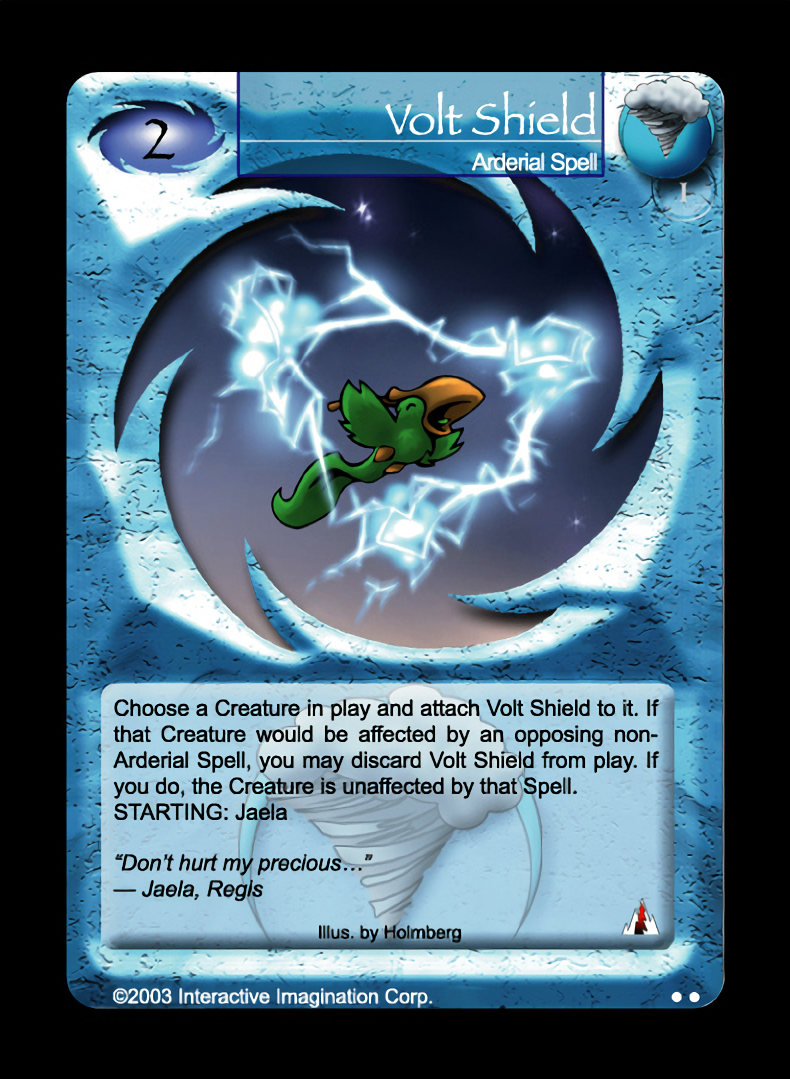 2
Volt Shield
Arderial Spell
1
Choose a Creature in play and attach Volt Shield to it. If
that Creature would be affected by an opposing non-
Arderial Spell, you may discard Volt Shield from play. If
you do, the Creature is unaffected by that Spell.
STARTING: Jaela
“Don’t hurt my precious…”
— Jaela, Regls
Illus. by Holmberg
©2003 Interactive Imagination Corp.